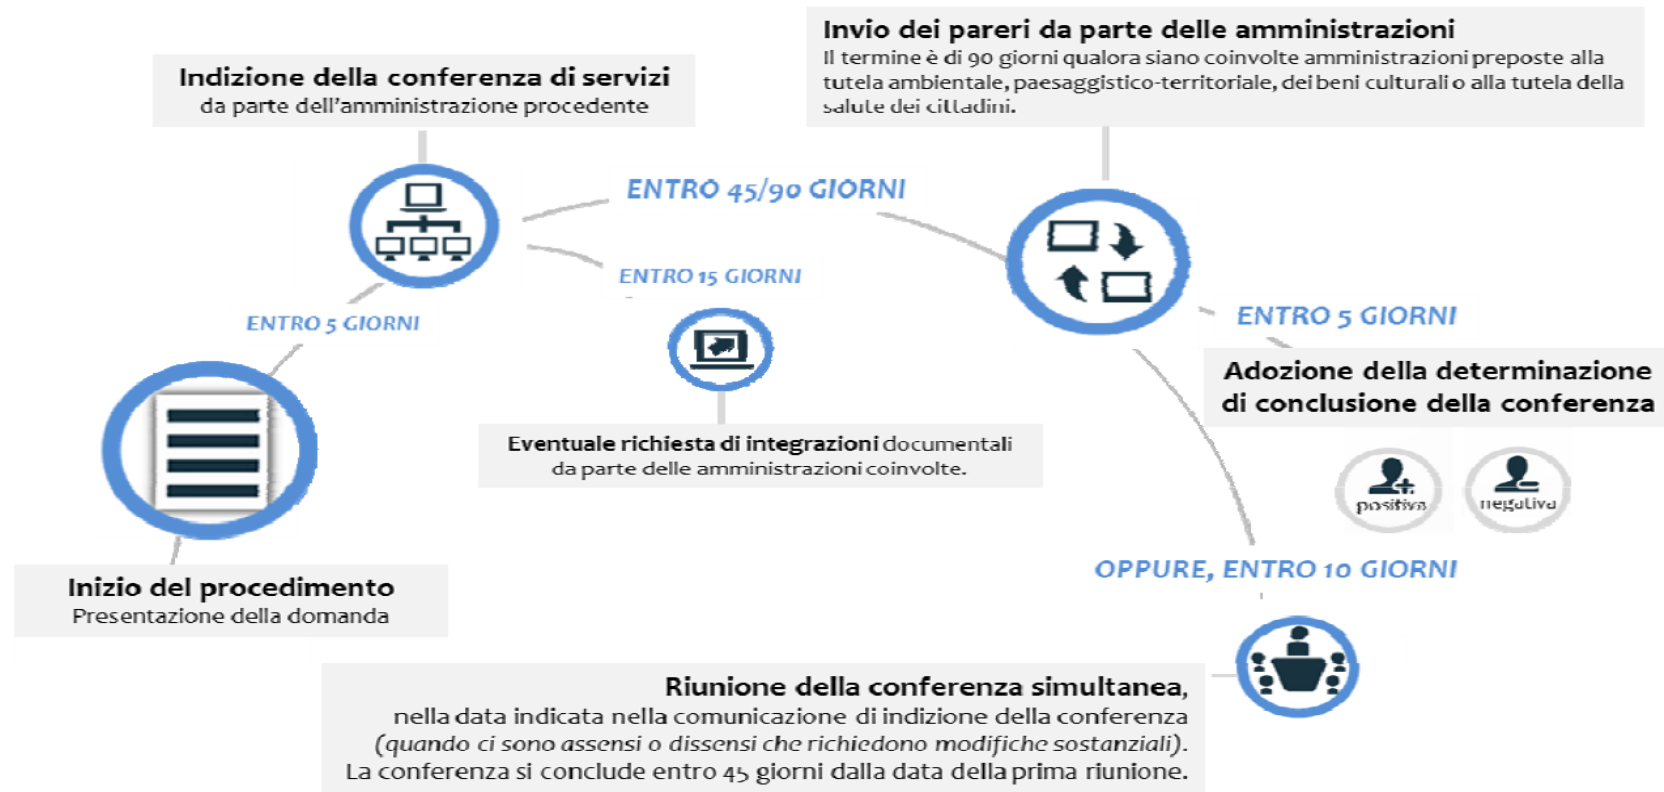 Invio dei pareri da parte delle amministrazioni
Il termine è di 90 giorni qualora siano coinvolte amministrazioni preposte alla
tutela ambientale, paesaggistico-territoriale, dei beni culturali o alla tutela della
salute dei cittadini.
Indizione della conferenza di servizi
da parte dell'amministrazione procedente
ENTRO 45/90 GIORNI
ENTRO 15 GIORNI
ENTRO 5 GIORNI
ENTRO 5 GIORNI
Adozione della determinazione
di conclusione della conferenza
positiva
negativa
Eventuale richiesta di integrazioni documentali
da parte delle amministrazioni coinvolte.
Inizio del procedimento
Presentazione della domanda
OPPURE, ENTRO 10 GIORNI
Riunione della conferenza simultanea,
nella data indicata nella comunicazione di indizione della conferenza
(quando ci sono assensi o dissensi che richiedono modifiche sostanziali).
La conferenza si conclude entro 45 giorni dalla data della prima riunione.